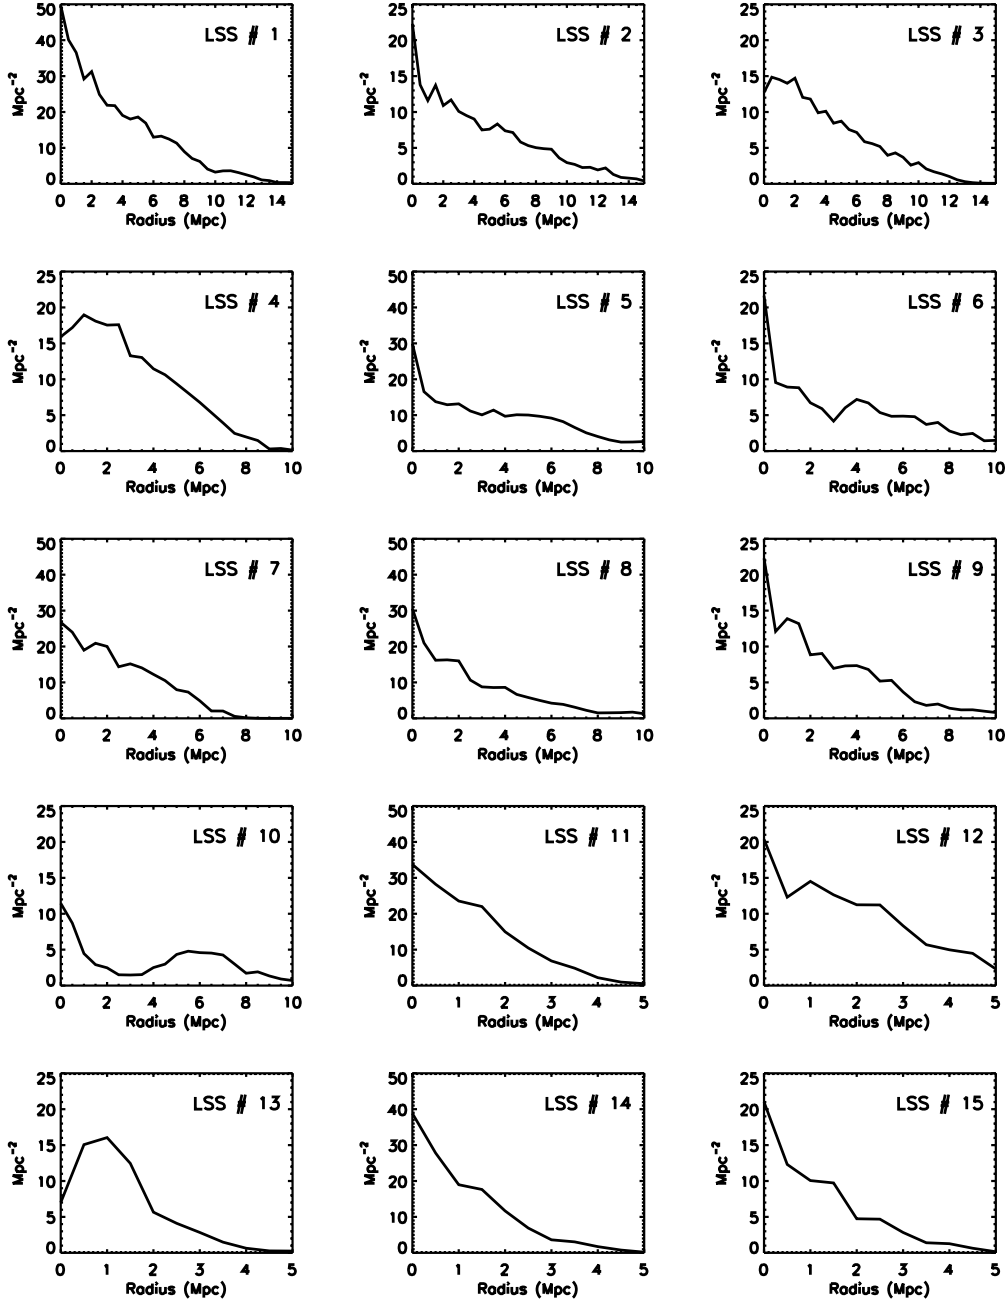 LSS # 1
50
40
30
20
10
0
Mpc⁻²
0 2 4 6 8 10 12 14
Radius (Mpc)
LSS # 2
25
20
15
10
5
0
Mpc⁻²
0 2 4 6 8 10 12 14
Radius (Mpc)
LSS # 3
25
20
15
10
5
0
Mpc⁻²
0 2 4 6 8 10 12 14
Radius (Mpc)
LSS # 4
25
20
15
10
5
0
Mpc⁻²
0 2 4 6 8 10
Radius (Mpc)
LSS # 5
50
40
30
20
10
0
Mpc⁻²
0 2 4 6 8 10
Radius (Mpc)
LSS # 6
25
20
15
10
5
0
Mpc⁻²
0 2 4 6 8 10
Radius (Mpc)
LSS # 7
50
40
30
20
10
0
Mpc⁻²
0 2 4 6 8 10
Radius (Mpc)
LSS # 8
50
40
30
20
10
0
Mpc⁻²
0 2 4 6 8 10
Radius (Mpc)
LSS # 9
25
20
15
10
5
0
Mpc⁻²
0 2 4 6 8 10
Radius (Mpc)
LSS # 10
25
20
15
10
5
0
Mpc⁻²
0 2 4 6 8 10
Radius (Mpc)
LSS # 11
50
40
30
20
10
0
Mpc⁻²
0 1 2 3 4 5
Radius (Mpc)
LSS # 12
25
20
15
10
5
0
Mpc⁻²
0 1 2 3 4 5
Radius (Mpc)
LSS # 13
25
20
15
10
5
0
Mpc⁻²
0 1 2 3 4 5
Radius (Mpc)
LSS # 14
50
40
30
20
10
0
Mpc⁻²
0 1 2 3 4 5
Radius (Mpc)
LSS # 15
25
20
15
10
5
0
Mpc⁻²
0 1 2 3 4 5
Radius (Mpc)